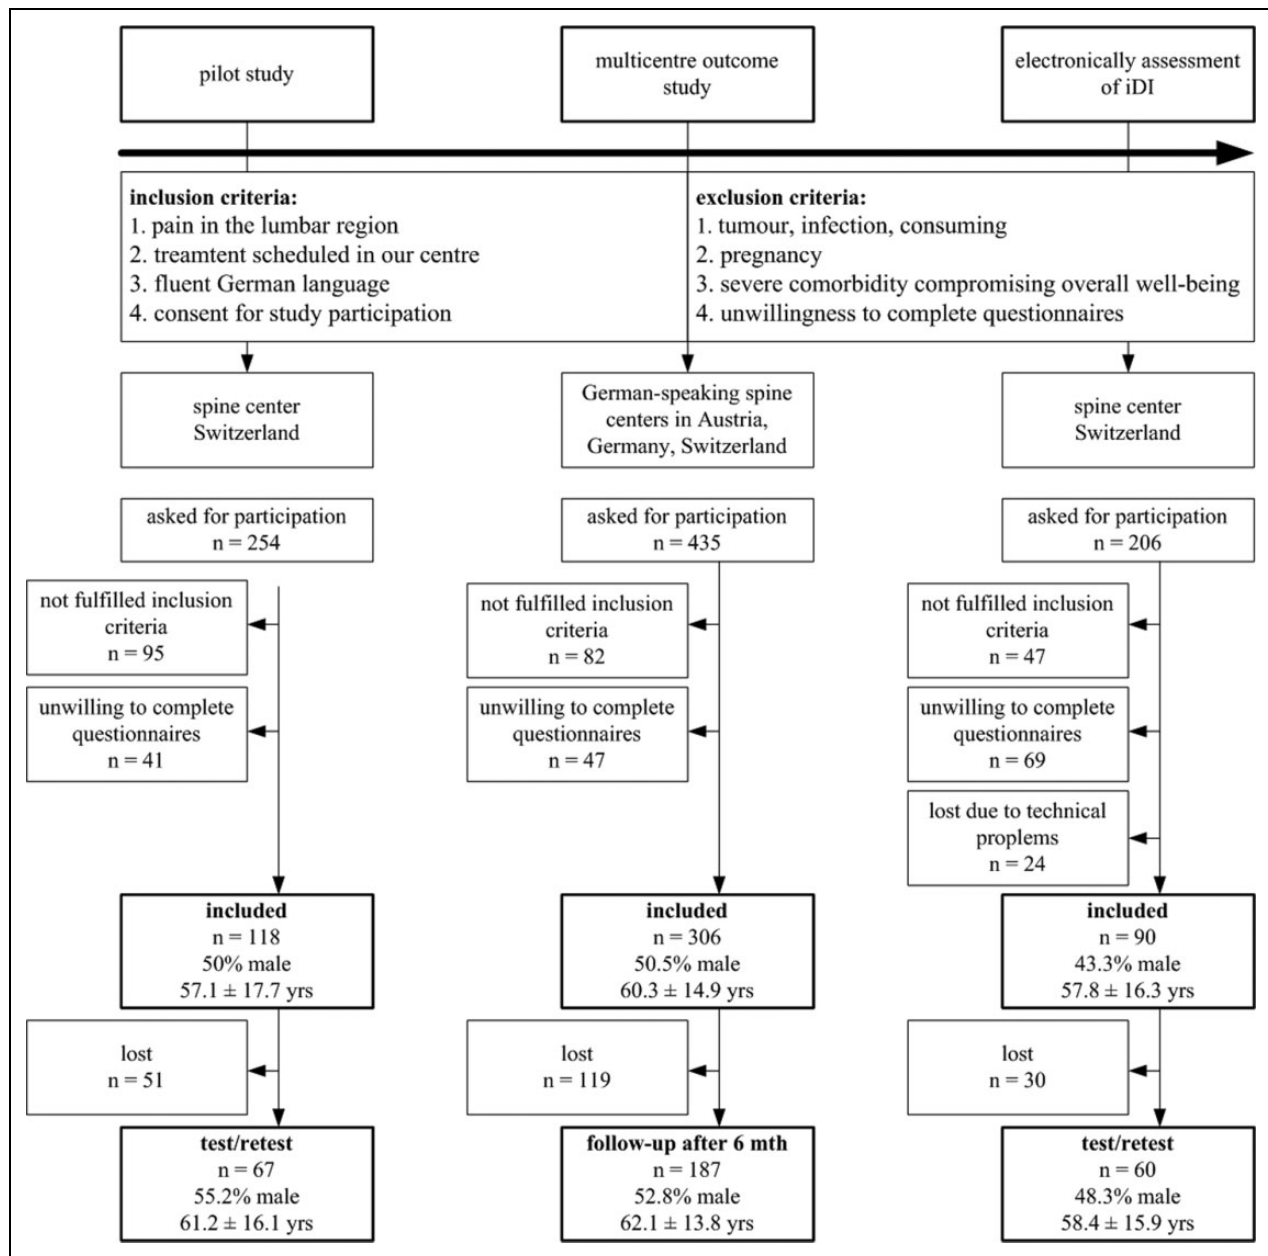 pilot study
multicentre outcome
study
electronically assessment
of iDI
inclusion criteria:
1. pain in the lumbar region
2. treamtent scheduled in our centre
3. fluent German language
4. consent for study participation
exclusion criteria:
1. tumour, infection, consuming
2. pregnancy
3. severe comorbidity compromising overall well-being
4. unwillingness to complete questionnaires
spine center
Switzerland
German-speaking spine
centers in Austria,
Germany, Switzerland
spine center
Switzerland
asked for participation
n = 254
asked for participation
n = 435
asked for participation
n = 206
not fulfilled inclusion
criteria
n = 95
not fulfilled inclusion
criteria
n = 82
not fulfilled inclusion
criteria
n = 47
unwilling to complete
questionnaires
n = 41
unwilling to complete
questionnaires
n = 47
unwilling to complete
questionnaires
n = 69
lost due to technical
proplems
n = 24
included
n = 118
50% male
57.1 ± 17.7 yrs
included
n = 306
50.5% male
60.3 ± 14.9 yrs
included
n = 90
43.3% male
57.8 ± 16.3 yrs
lost
n = 51
lost
n = 119
lost
n = 30
test/retest
n = 67
55.2% male
61.2 ± 16.1 yrs
follow-up after 6 mth
n = 187
52.8% male
62.1 ± 13.8 yrs
test/retest
n = 60
48.3% male
58.4 ± 15.9 yrs